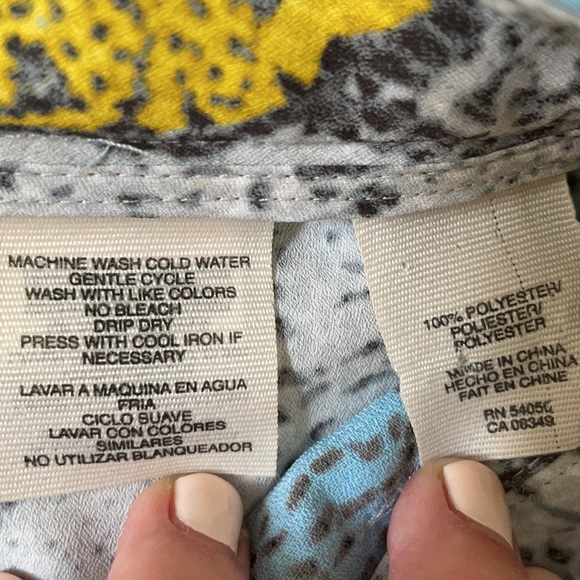 MACHINE WASH COLD WATER
GENTLE CYCLE
WASH WITH LIKE COLORS
NO BLEACH
DRIP DRY
PRESS WITH COOL IRON IF
NECESSARY
LAVAR A MAQUINA EN AGUA
FRIA
CICLO SUAVE
LAVAR CON COLORES
SIMILARES
NO UTILIZAR BLANQUEADOR
100% POLYESTER/
POLIESTER/
POLYESTER
MADE IN CHINA
HECHO EN CHINA
FAIT EN CHINE
RN 54050
CA 08349